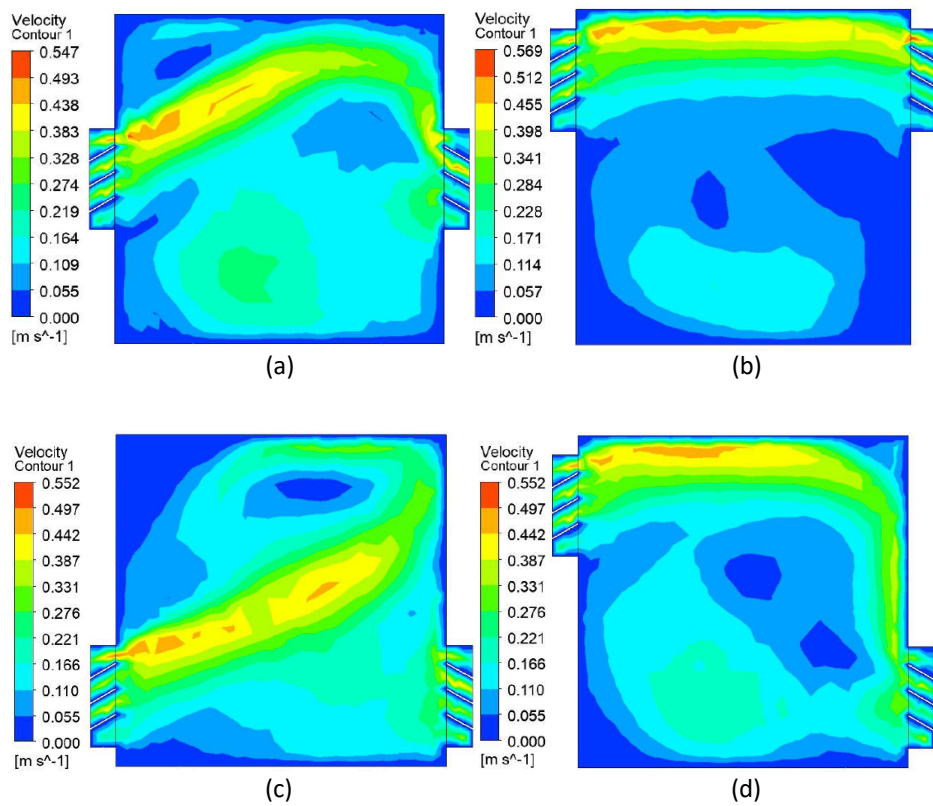 Velocity
Contour 1
0.547
0.493
0.438
0.383
0.328
0.274
0.219
0.164
0.109
0.055
0.000
[m s^-1]
(a)
Velocity
Contour 1
0.569
0.512
0.455
0.398
0.341
0.285
0.228
0.171
0.114
0.057
0.000
[m s^-1]
(b)
Velocity
Contour 1
0.552
0.497
0.442
0.387
0.331
0.276
0.221
0.166
0.110
0.055
0.000
[m s^-1]
(c)
Velocity
Contour 1
0.552
0.497
0.442
0.387
0.331
0.276
0.221
0.166
0.110
0.055
0.000
[m s^-1]
(d)